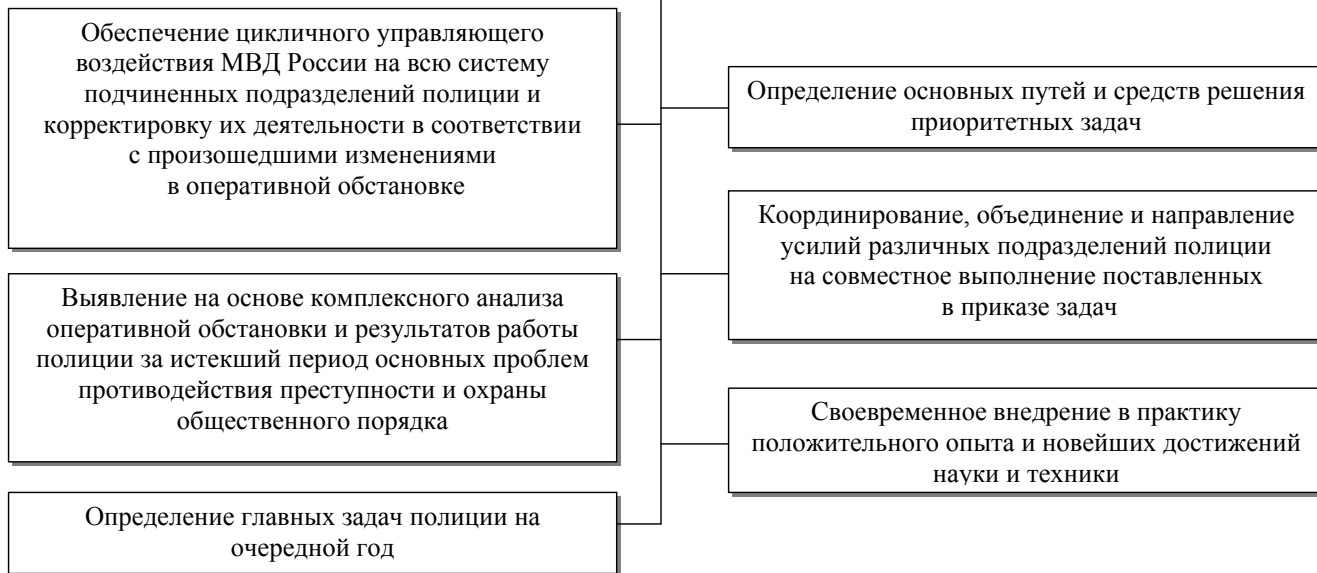 Обеспечение цикличного управляющего
воздействия МВД России на всю систему
подчиненных подразделений полиции и
корректировку их деятельности в соответствии
с произошедшими изменениями
в оперативной обстановке
Выявление на основе комплексного анализа
оперативной обстановки и результатов работы
полиции за истекший период основных проблем
противодействия преступности и охраны
общественного порядка
Определение главных задач полиции на
очередной год
Определение основных путей и средств решения
приоритетных задач
Координирование, объединение и направление
усилий различных подразделений полиции
на совместное выполнение поставленных
в приказе задач
Своевременное внедрение в практику
положительного опыта и новейших достижений
науки и техники